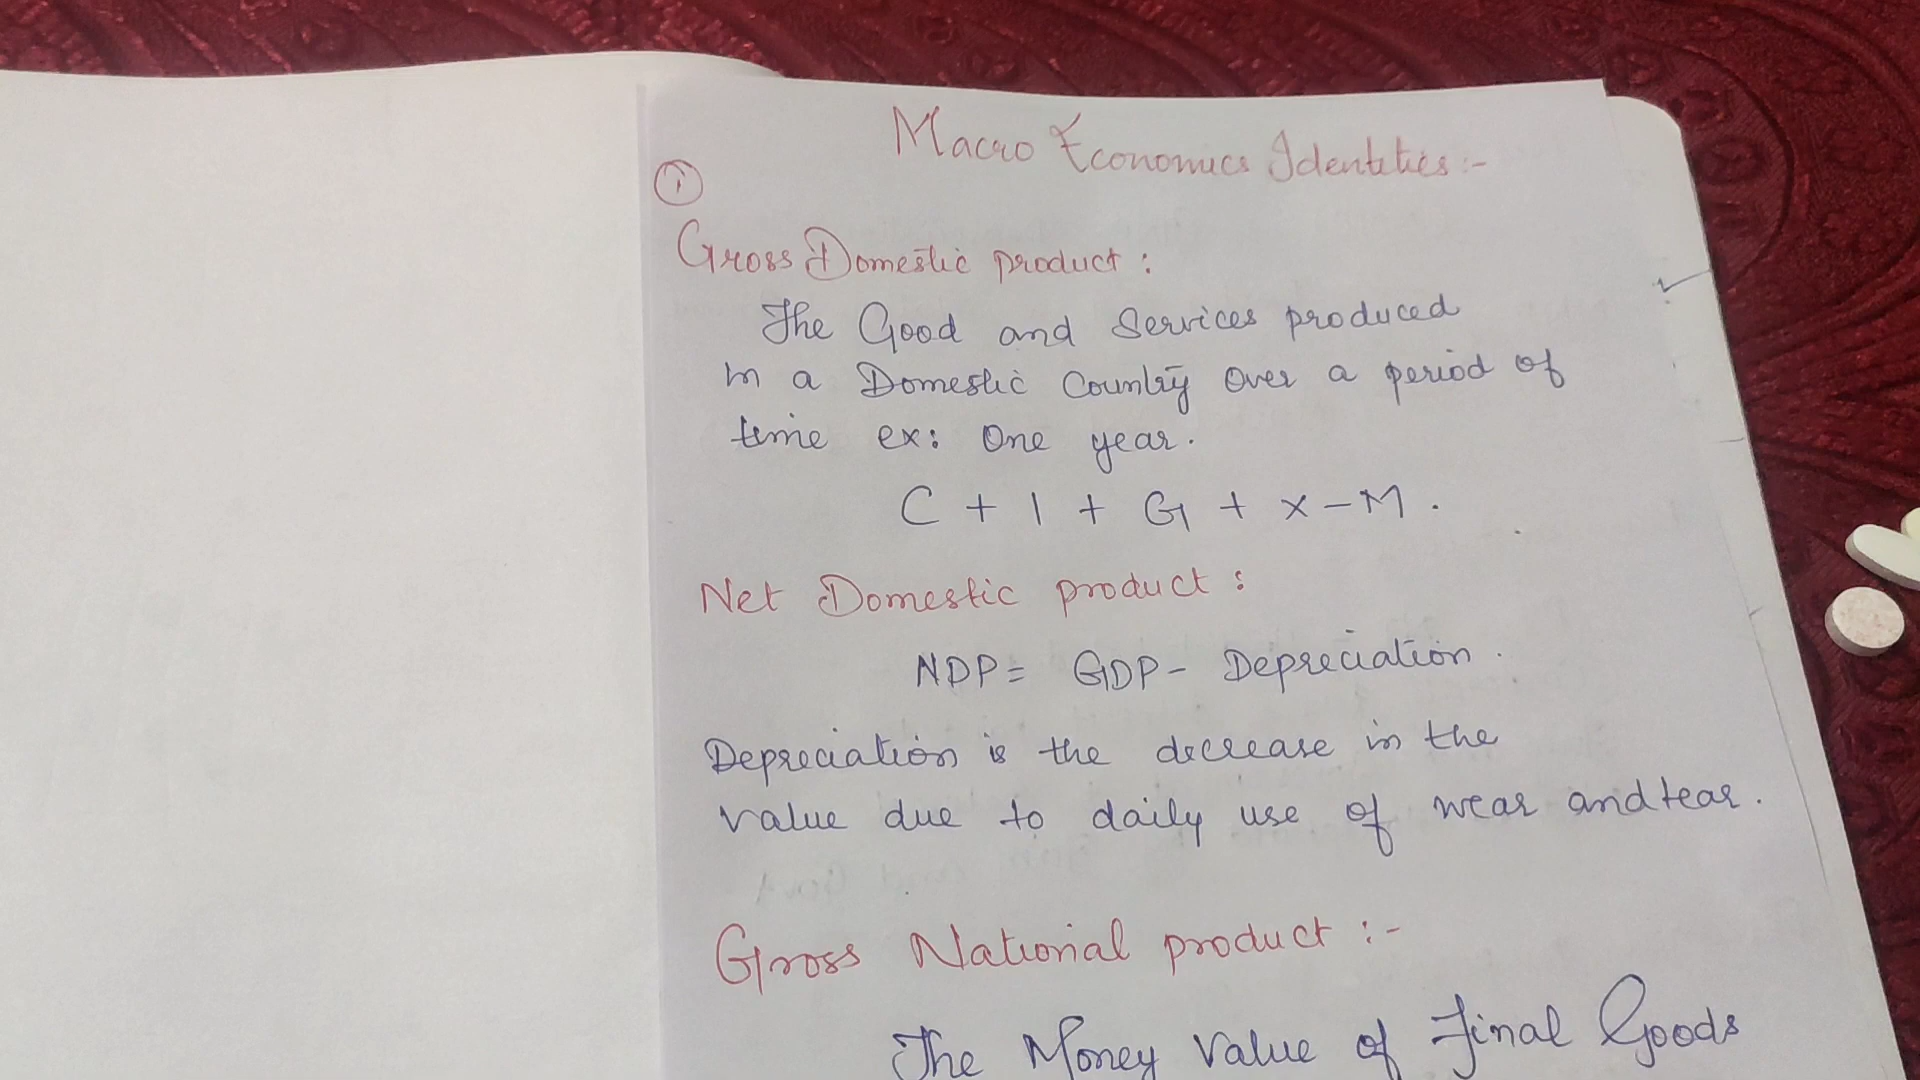 Macro Economics Identities:-
1
Gross Domestic product:
The Good and Services produced
in a Domestic Country Over a period of
time ex: One year.
C + I + G + X - M.
Net Domestic product:
NDP = GDP - Depreciation.
Depreciation is the decrease in the
value due to daily use of wear and tear.
Gross National product :-
The Money Value of Final Goods